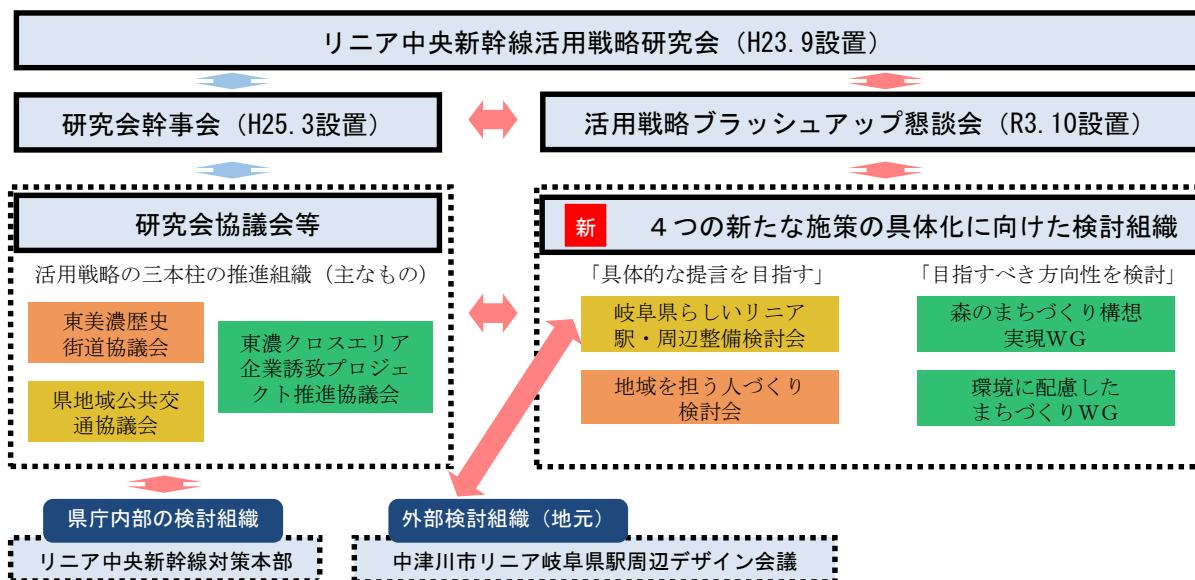 リニア中央新幹線活用戦略研究会（H23.9設置）
研究会幹事会（H25.3設置）
活用戦略ブラッシュアップ懇談会（R3.10設置）
研究会協議会等
活用戦略の三本柱の推進組織（主なもの）
東美濃歴史
街道協議会
県地域公共交
通協議会
東濃クロスエリア
企業誘致プロジェ
クト推進協議会
新
４つの新たな施策の具体化に向けた検討組織
「具体的な提言を目指す」
岐阜県らしいリニア
駅・周辺整備検討会
地域を担う人づくり
検討会
「目指すべき方向性を検討」
森のまちづくり構想
実現WG
環境に配慮した
まちづくりWG
県庁内部の検討組織
リニア中央新幹線対策本部
外部検討組織（地元）
中津川市リニア岐阜県駅周辺デザイン会議